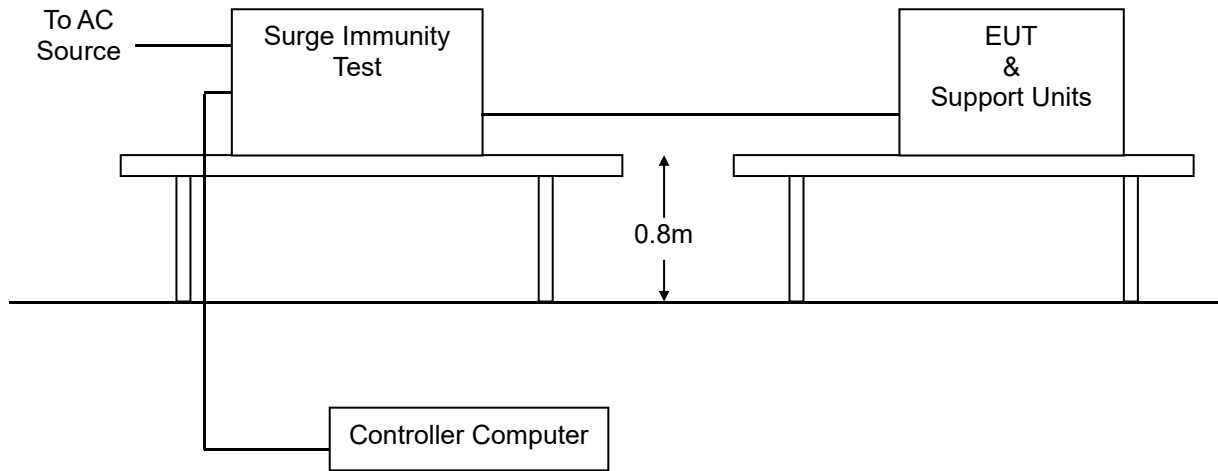 To AC
Source
Surge Immunity
Test
EUT
&
Support Units
0.8m
Controller Computer